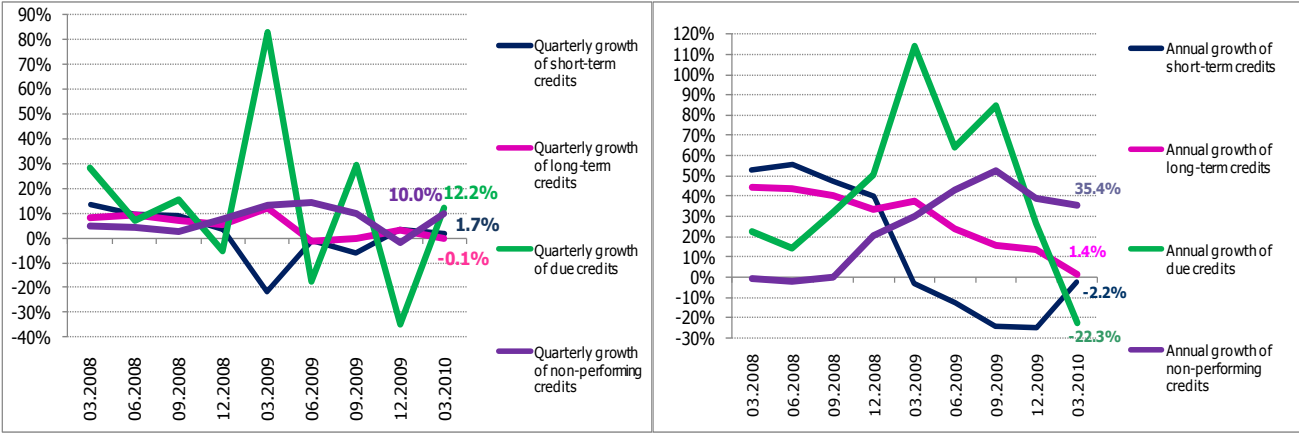 90%
80%
70%
60%
50%
40%
30%
20%
10%
0%
-10%
-20%
-30%
-40%
10.0%
12.2%
1.7%
-0.1%
03.2008
06.2008
09.2008
12.2008
03.2009
06.2009
09.2009
12.2009
03.2010
Quarterly growth
of short-term
credits
Quarterly growth
of long-term
credits
Quarterly growth
of due credits
Quarterly growth
of non-performing
credits
120%
110%
100%
90%
80%
70%
60%
50%
40%
30%
20%
10%
0%
-10%
-20%
-30%
35.4%
1.4%
-2.2%
-22.3%
03.2008
06.2008
09.2008
12.2008
03.2009
06.2009
09.2009
12.2009
03.2010
Annual growth of
short-term credits
Annual growth of
long-term credits
Annual growth of
due credits
Annual growth of
non-performing
credits